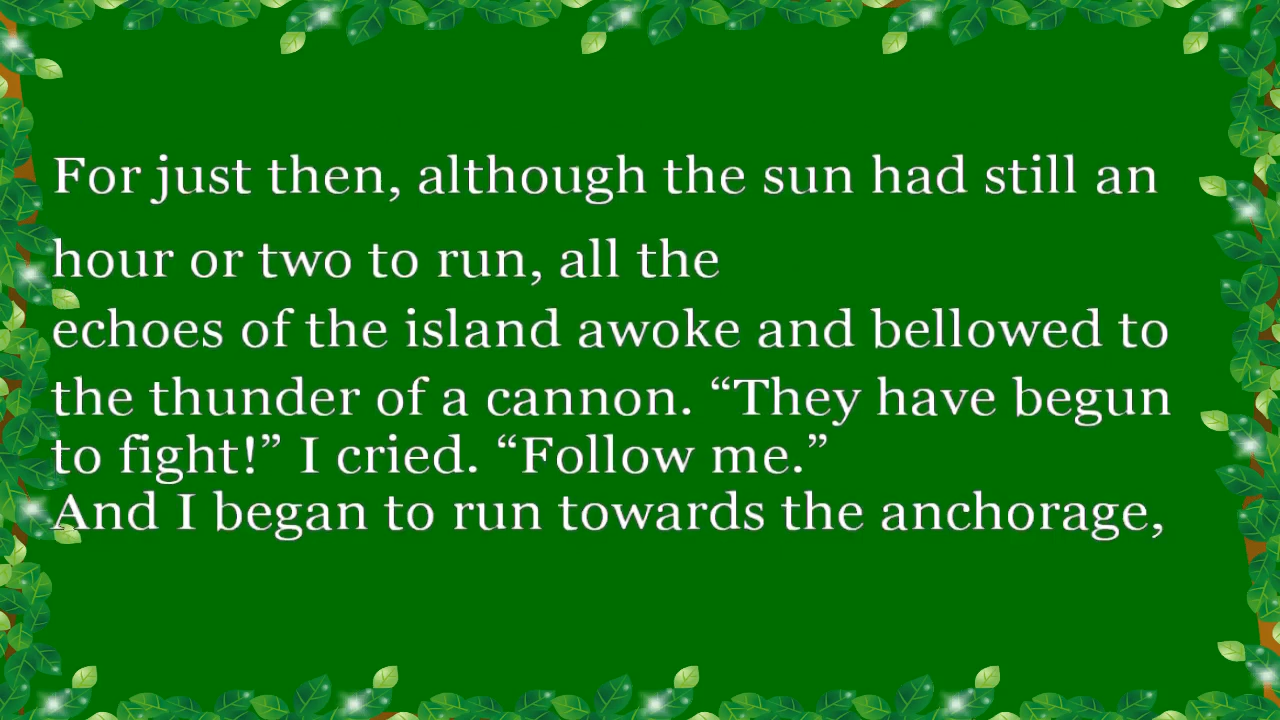 For just then, although the sun had still an
hour or two to run, all the
echoes of the island awoke and bellowed to
the thunder of a cannon. “They have begun
to fight!” I cried. “Follow me.”
And I began to run towards the anchorage,